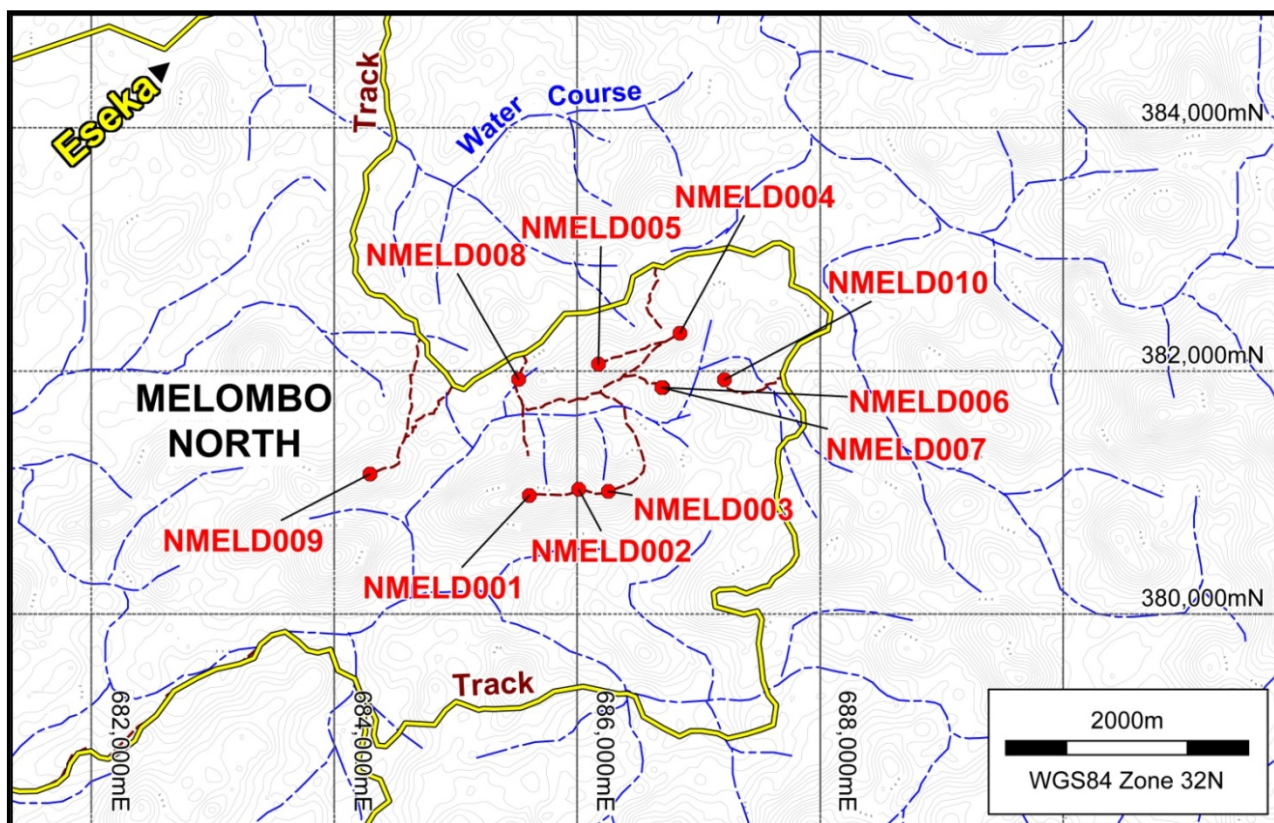 Eseka
Track
Water Course
384,000mN
NMELD004
NMELD005
NMELD008
NMELD010
382,000mN
MELOMBO
NORTH
NMELD006
NMELD007
NMELD003
NMELD009
NMELD002
NMELD001
380,000mN
Track
682,000mE
684,000mE
686,000mE
688,000mE
2000m
WGS84 Zone 32N